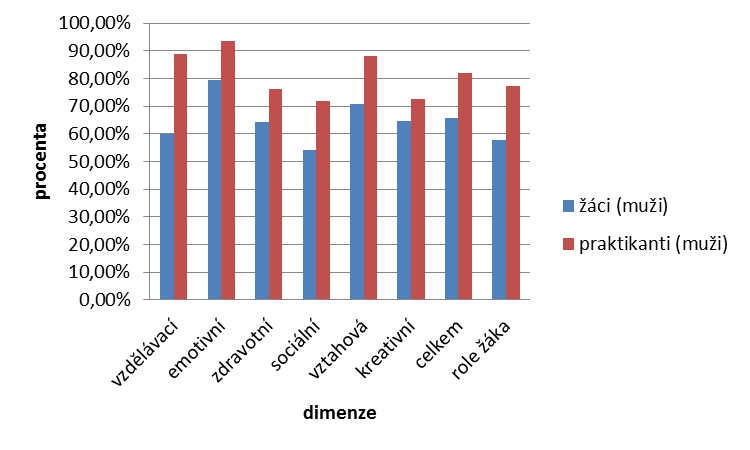 100,00%
90,00%
80,00%
70,00%
60,00%
50,00%
40,00%
30,00%
20,00%
10,00%
0,00%
procenta
vzdělávací
emotivní
zdravotní
sociální
vztahová
kreativní
celkem
role žáka
dimenze
žáci (muži)
praktikanti (muži)